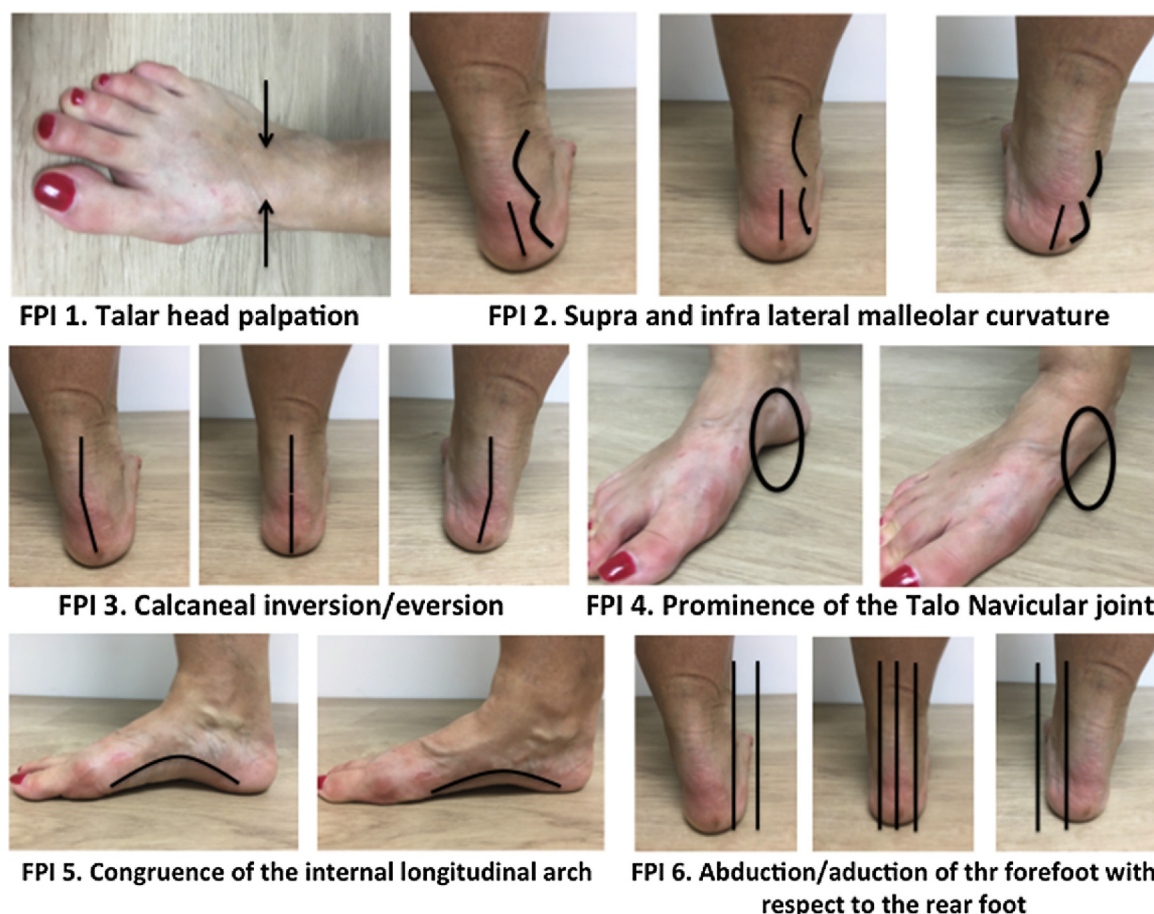 FPI 1. Talar head palpation
FPI 2. Supra and infra lateral malleolar curvature
FPI 3. Calcaneal inversion/eversion
FPI 4. Prominence of the Talo Navicular joint
FPI 5. Congruence of the internal longitudinal arch
FPI 6. Abduction/aduction of thr forefoot with
respect to the rear foot